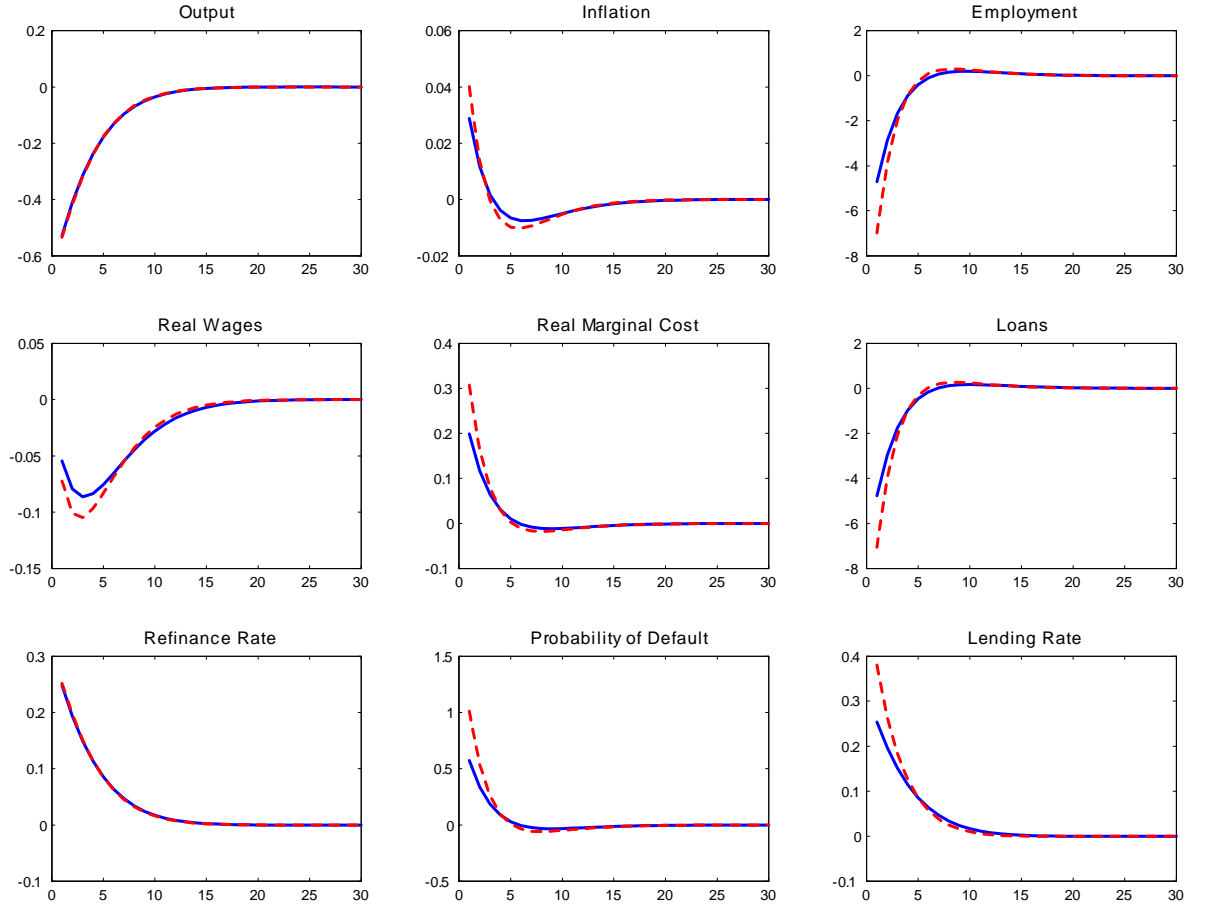 Output
0.2
0
-0.2
-0.4
-0.6
0 5 10 15 20 25 30
Inflation
0.06
0.04
0.02
0
-0.02
0 5 10 15 20 25 30
Employment
2
0
-2
-4
-6
-8
0 5 10 15 20 25 30
Real Wages
0.05
0
-0.05
-0.1
-0.15
0 5 10 15 20 25 30
Real Marginal Cost
0.4
0.3
0.2
0.1
0
-0.1
0 5 10 15 20 25 30
Loans
2
0
-2
-4
-6
-8
0 5 10 15 20 25 30
Refinance Rate
0.3
0.2
0.1
0
-0.1
0 5 10 15 20 25 30
Probability of Default
1.5
1
0.5
0
-0.5
0 5 10 15 20 25 30
Lending Rate
0.4
0.3
0.2
0.1
0
-0.1
0 5 10 15 20 25 30